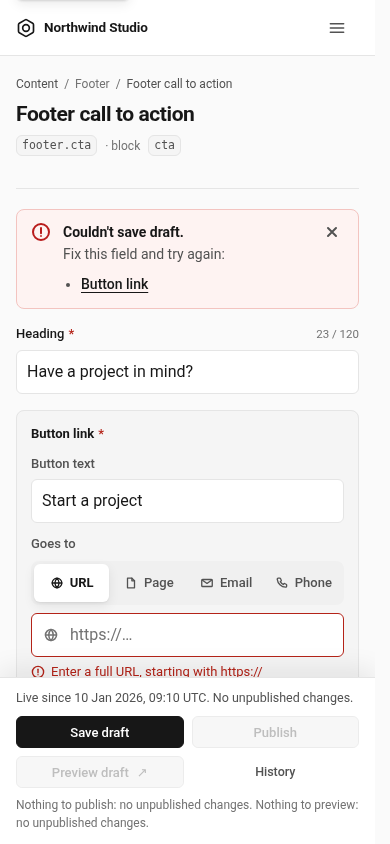 Northwind Studio
Content / Footer / Footer call to action
Footer call to action
footer.cta · block cta
Couldn't save draft.
Fix this field and try again:
• Button link
Heading * 23 / 120
Have a project in mind?
Button link *
Button text
Start a project
Goes to
URL Page Email Phone
https://…
Enter a full URL, starting with https://
Live since 10 Jan 2026, 09:10 UTC. No unpublished changes.
Save draft Publish
Preview draft ↗ History
Nothing to publish: no unpublished changes. Nothing to preview:
no unpublished changes.